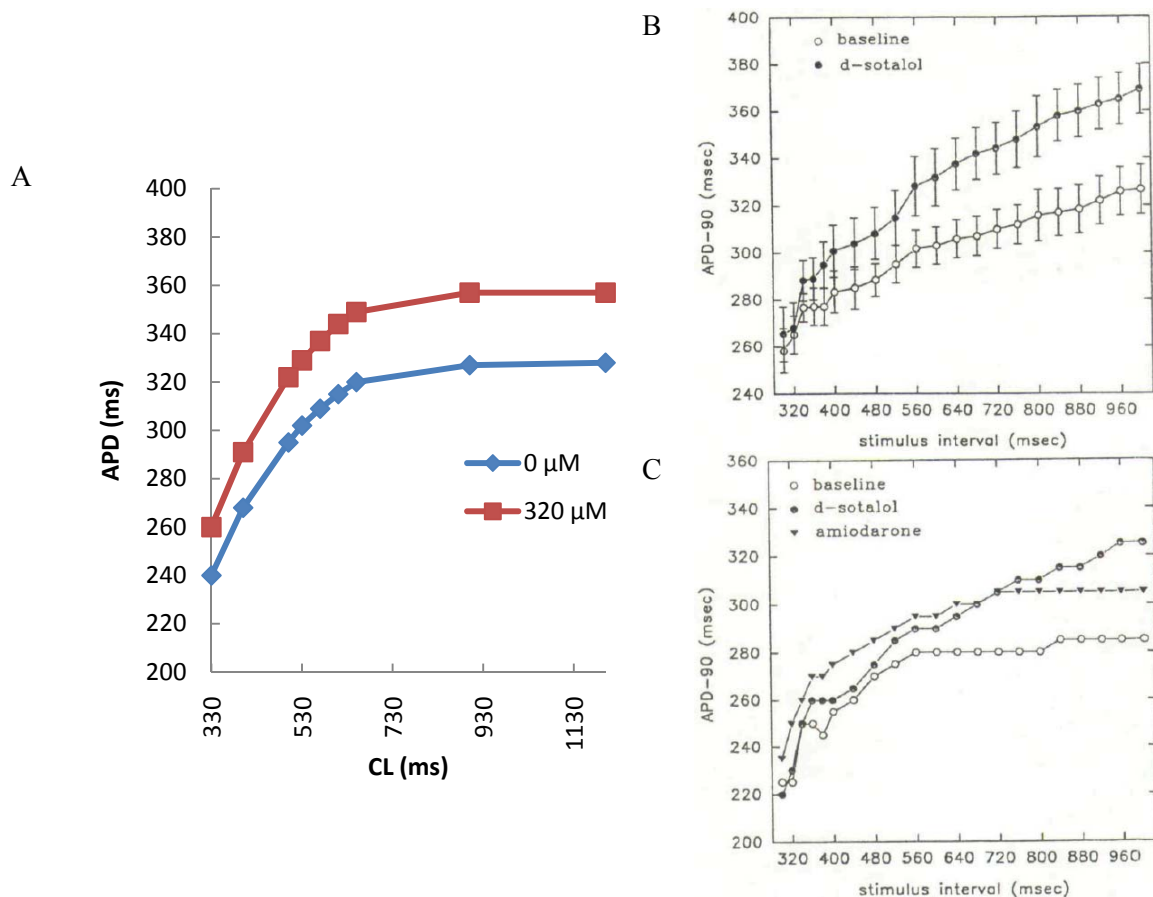 A
APD (ms)
400
380
360
340
320
300
280
260
240
220
200
330
530
730
930
1130
CL (ms)
0 µM
320 µM
B
APD-90 (msec)
400
380
360
340
320
300
280
260
240
baseline
d-sotalol
320 400 480 560 640 720 800 880 960
stimulus interval (msec)
C
APD-90 (msec)
360
340
320
300
280
260
240
220
200
baseline
d-sotalol
amiodarone
320 400 480 560 640 720 800 880 960
stimulus interval (msec)